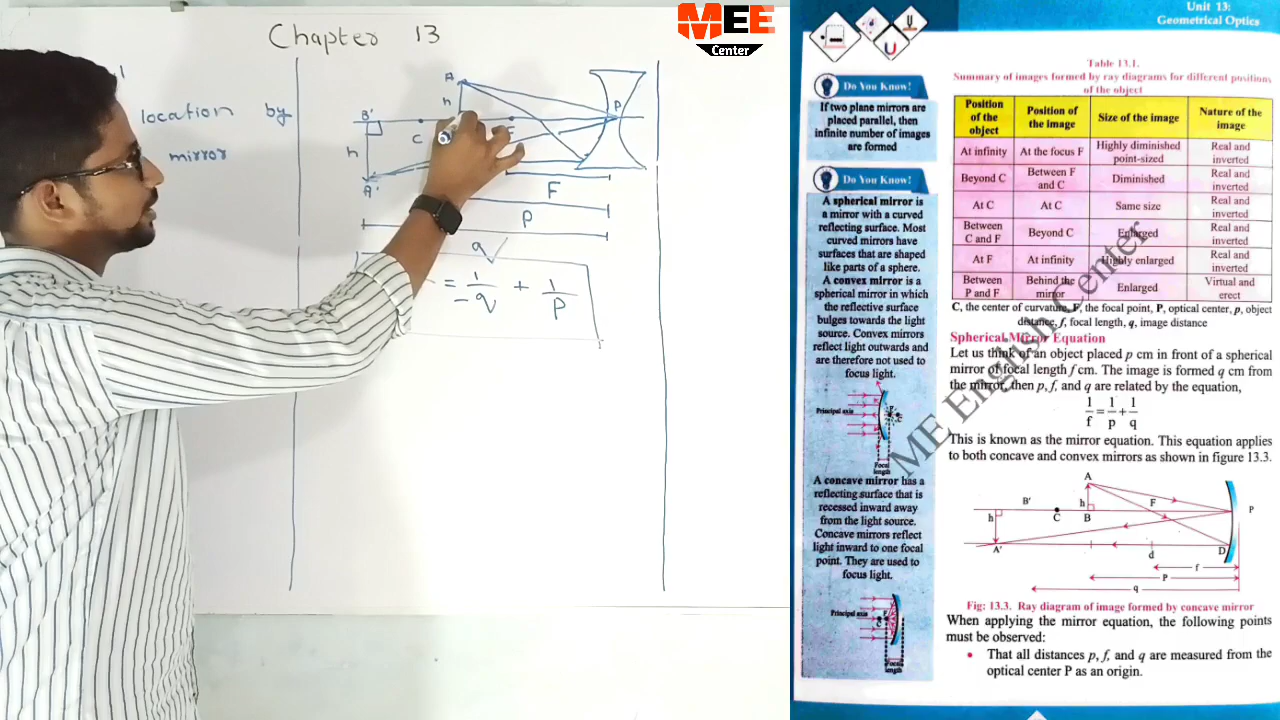 Chapter 13
location by
mirror
A
B'
h
C
F
P
h
A'
F
P
q
= 1/-q + 1/P
MEE
Center
Unit 13:
Geometrical Optics
Do You Know!
If two plane mirrors are
placed parallel, then
infinite number of images
are formed
Do You Know!
A spherical mirror is
a mirror with a curved
reflecting surface. Most
curved mirrors have
surfaces that are shaped
like parts of a sphere.
A convex mirror is a
spherical mirror in which
the reflective surface
bulges towards the light
source. Convex mirrors
reflect light outwards and
are therefore not used to
focus light.
Principal axis
F
C
Focal
length
A concave mirror has a
reflecting surface that is
recessed inward away
from the light source.
Concave mirrors reflect
light inward to one focal
point. They are used to
focus light.
Principal axis
C
F
Focal
length
Table 13.1.
Summary of images formed by ray diagrams for different positions
of the object
Position of the object | Position of the image | Size of the image | Nature of the image
At infinity | At the focus F | Highly diminished point-sized | Real and inverted
Beyond C | Between F and C | Diminished | Real and inverted
At C | At C | Same size | Real and inverted
Between C and F | Beyond C | Enlarged | Real and inverted
At F | At infinity | Highly enlarged | Real and inverted
Between P and F | Behind the mirror | Enlarged | Virtual and erect
C, the center of curvature, F, the focal point, P, optical center, p, object
distance, f, focal length, q, image distance
Spherical Mirror Equation
Let us think of an object placed p cm in front of a spherical
mirror of focal length f cm. The image is formed q cm from
the mirror, then p, f, and q are related by the equation,
1/f = 1/p + 1/q
This is known as the mirror equation. This equation applies
to both concave and convex mirrors as shown in figure 13.3.
A
B'
h
F
P
h
C
B
A'
d
D
f
P
q
Fig: 13.3. Ray diagram of image formed by concave mirror
When applying the mirror equation, the following points
must be observed:
• That all distances p, f, and q are measured from the
optical center P as an origin.
ME English Center